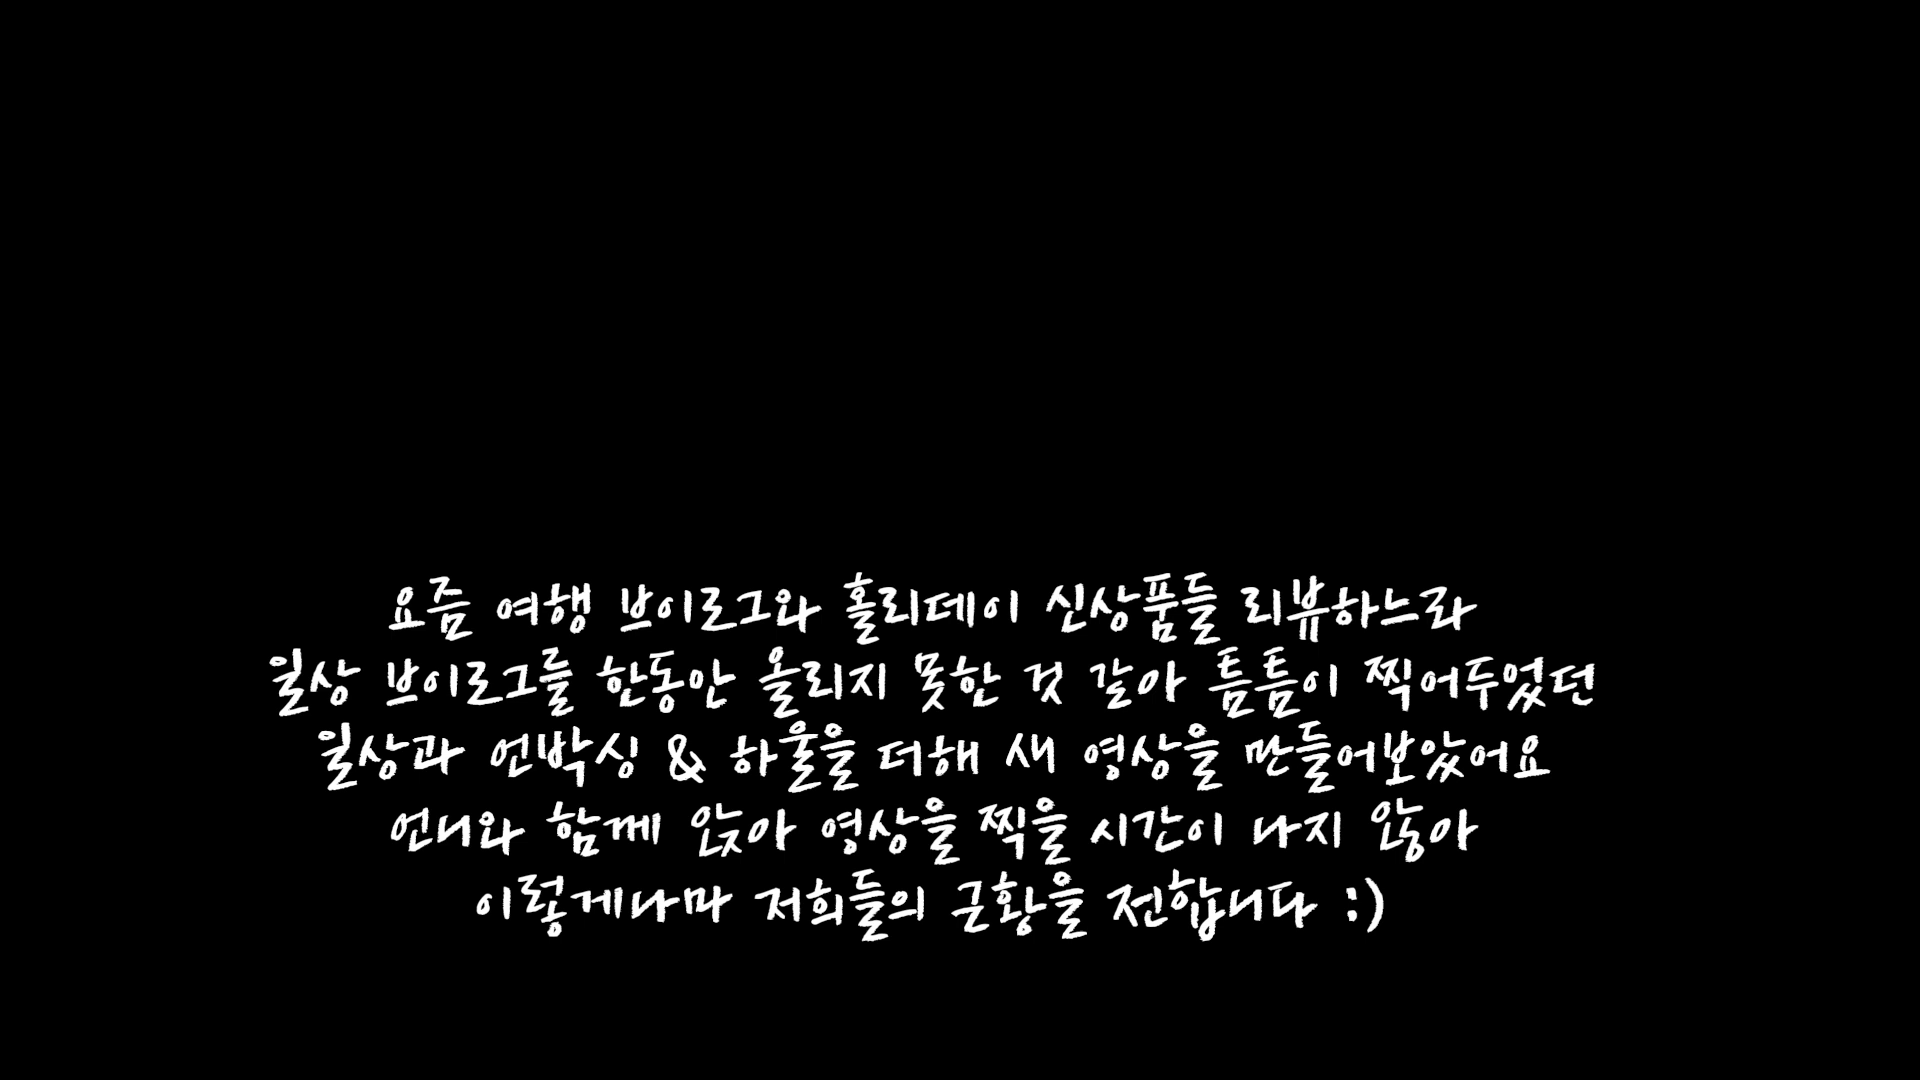 요즘 여행 브이로그와 홀리데이 신상품들 리뷰하느라
일상 브이로그를 한동안 올리지 못한 것 같아 틈틈이 찍어두었던
일상과 언박싱 & 하울을 더해 새 영상을 만들어보았어요
언니와 함께 앉아 영상을 찍을 시간이 나지 않아
이렇게나마 저희들의 근황을 전합니다 :)